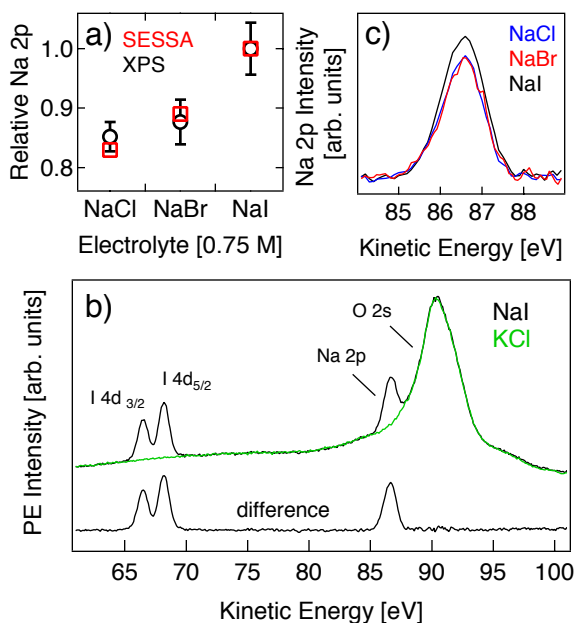 a)
SESSA
XPS
Relative Na 2p
1.0
0.9
0.8
NaCl NaBr NaI
Electrolyte [0.75 M]
c)
NaCl
NaBr
NaI
Na 2p Intensity
[arb. units]
85 86 87 88
Kinetic Energy [eV]
b)
NaI
KCl
O 2s
Na 2p
I 4d 3/2
I 4d5/2
difference
PE Intensity [arb. units]
65 70 75 80 85 90 95 100
Kinetic Energy [eV]